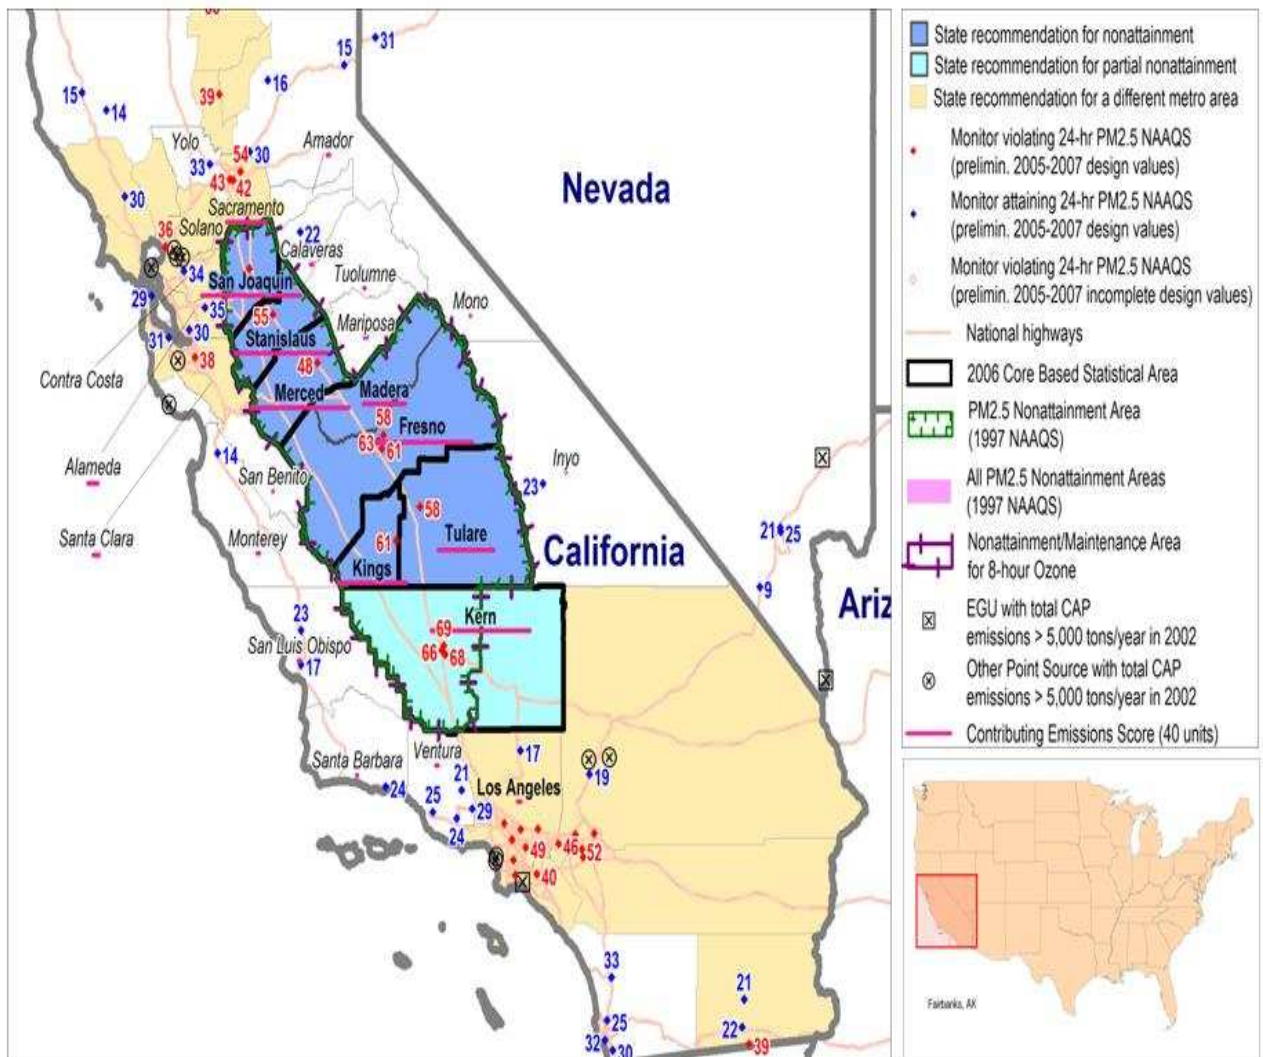 39
15
31
15
14
16
Yolo
Amador
33
54
30
43
42
30
Sacramento
36
Solano
22
Calaveras
34
San Joaquin
Tuolumne
29
35
55
Mono
31
30
Stanislaus
Mariposa
38
48
Contra Costa
Merced
Madera
58
Fresno
63
61
14
Alameda
San Benito
Inyo
23
58
21
25
Santa Clara
Monterey
61
Tulare
California
Kings
9
Ariz
Nevada
23
Kern
San Luis Obispo
69
66
68
17
Santa Barbara
Ventura
17
24
21
19
Los Angeles
25
29
24
49
46
52
40
33
21
25
22
32
30
39
State recommendation for nonattainment
State recommendation for partial nonattainment
State recommendation for a different metro area
Monitor violating 24-hr PM2.5 NAAQS
(prelimin. 2005-2007 design values)
Monitor attaining 24-hr PM2.5 NAAQS
(prelimin. 2005-2007 design values)
Monitor violating 24-hr PM2.5 NAAQS
(prelimin. 2005-2007 incomplete design values)
National highways
2006 Core Based Statistical Area
PM2.5 Nonattainment Area
(1997 NAAQS)
All PM2.5 Nonattainment Areas
(1997 NAAQS)
Nonattainment/Maintenance Area
for 8-hour Ozone
EGU with total CAP
emissions > 5,000 tons/year in 2002
Other Point Source with total CAP
emissions > 5,000 tons/year in 2002
Contributing Emissions Score (40 units)
Fairbanks, AK